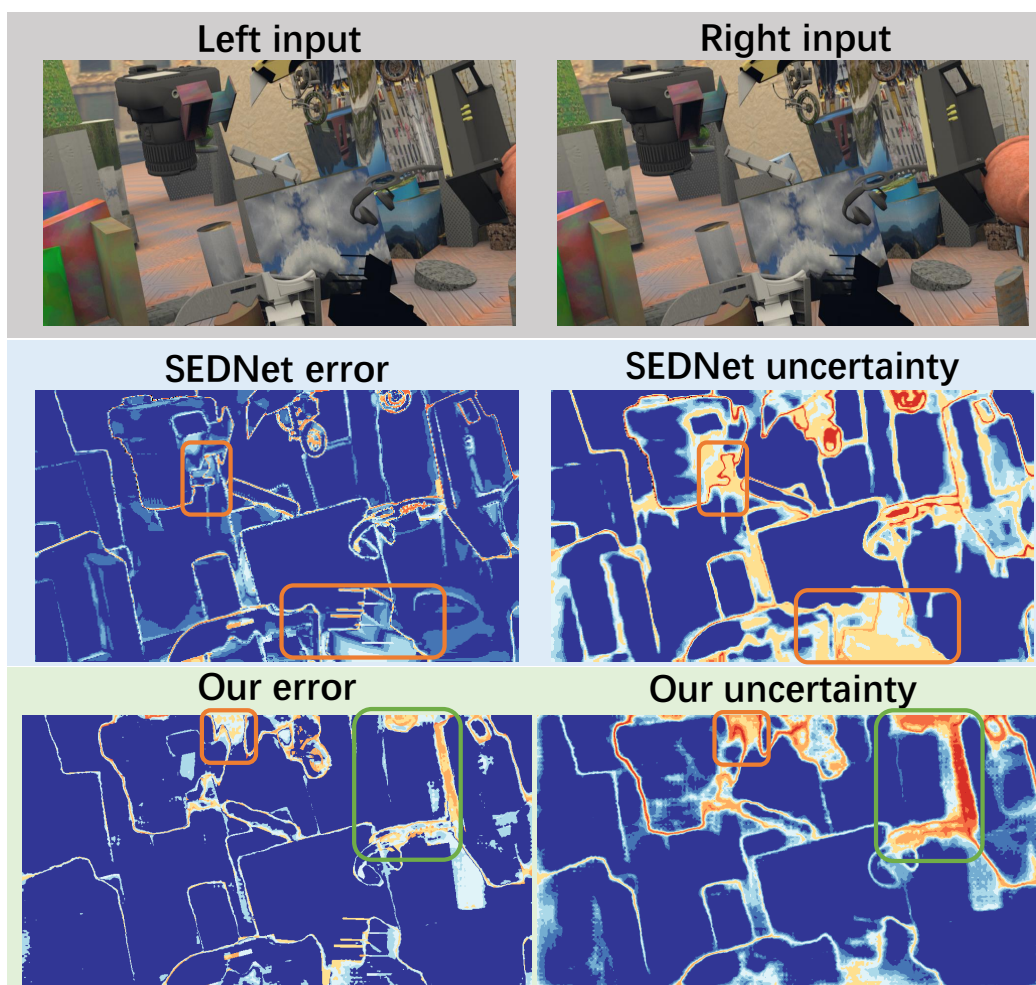 Left input
Right input
SEDNet error
SEDNet uncertainty
Our error
Our uncertainty